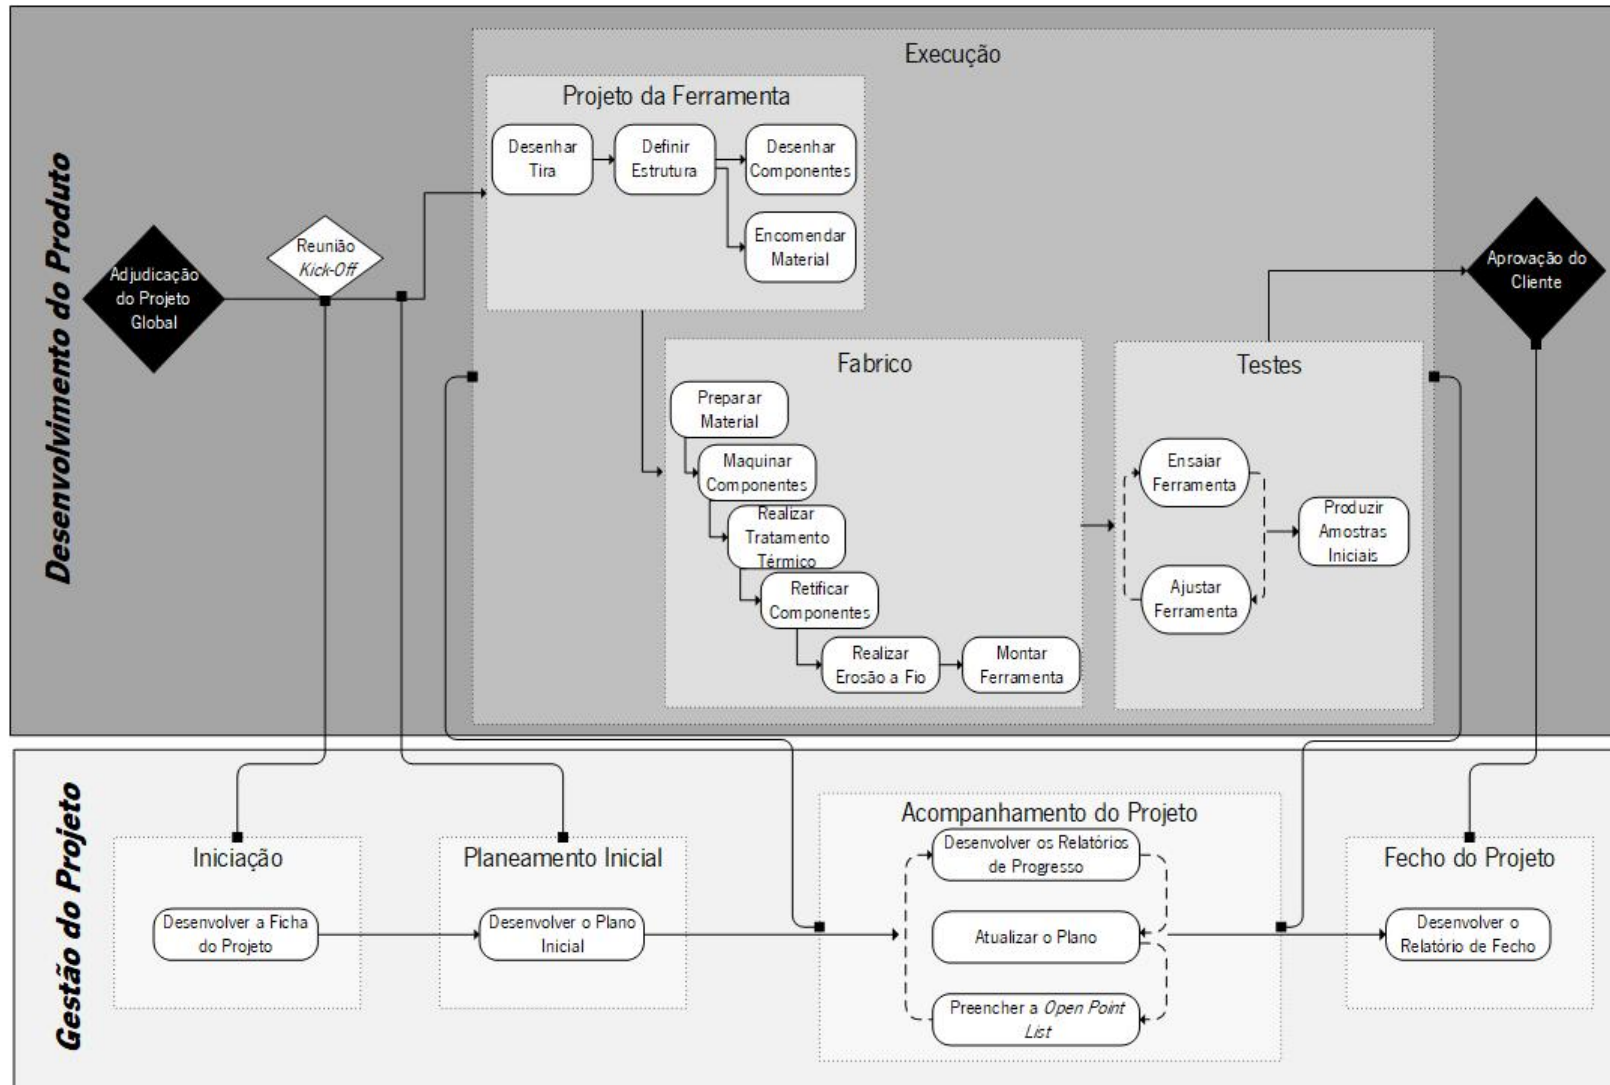 Desenvolvimento do Produto
Execução
Projeto da Ferramenta
Desenhar
Tira
Definir
Estrutura
Desenhar
Componentes
Encomendar
Material
Adjudicação
do Projeto
Global
Reunião
Kick-Off
Aprovação do
Cliente
Fabrico
Preparar
Material
Maquinar
Componentes
Realizar
Tratamento
Térmico
Retificar
Componentes
Realizar
Erosão a Fio
Montar
Ferramenta
Testes
Ensaiar
Ferramenta
Ajustar
Ferramenta
Produzir
Amostras
Iniciais
Gestão do Projeto
Iniciação
Desenvolver a Ficha
do Projeto
Planeamento Inicial
Desenvolver o Plano
Inicial
Acompanhamento do Projeto
Desenvolver os Relatórios
de Progresso
Atualizar o Plano
Preencher a Open Point
List
Fecho do Projeto
Desenvolver o
Relatório de Fecho